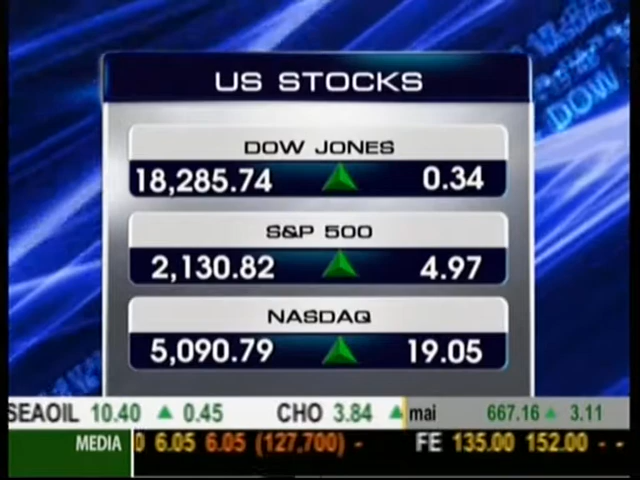 US STOCKS
DOW JONES
18,285.74 ▲ 0.34
S&P 500
2,130.82 ▲ 4.97
NASDAQ
5,090.79 ▲ 19.05
SEAOIL 10.40 ▲ 0.45 CHO 3.84 ▲ mai 667.16 ▲ 3.11
MEDIA 0 6.05 6.05 (127,700) - FE 135.00 152.00 - -
DOW